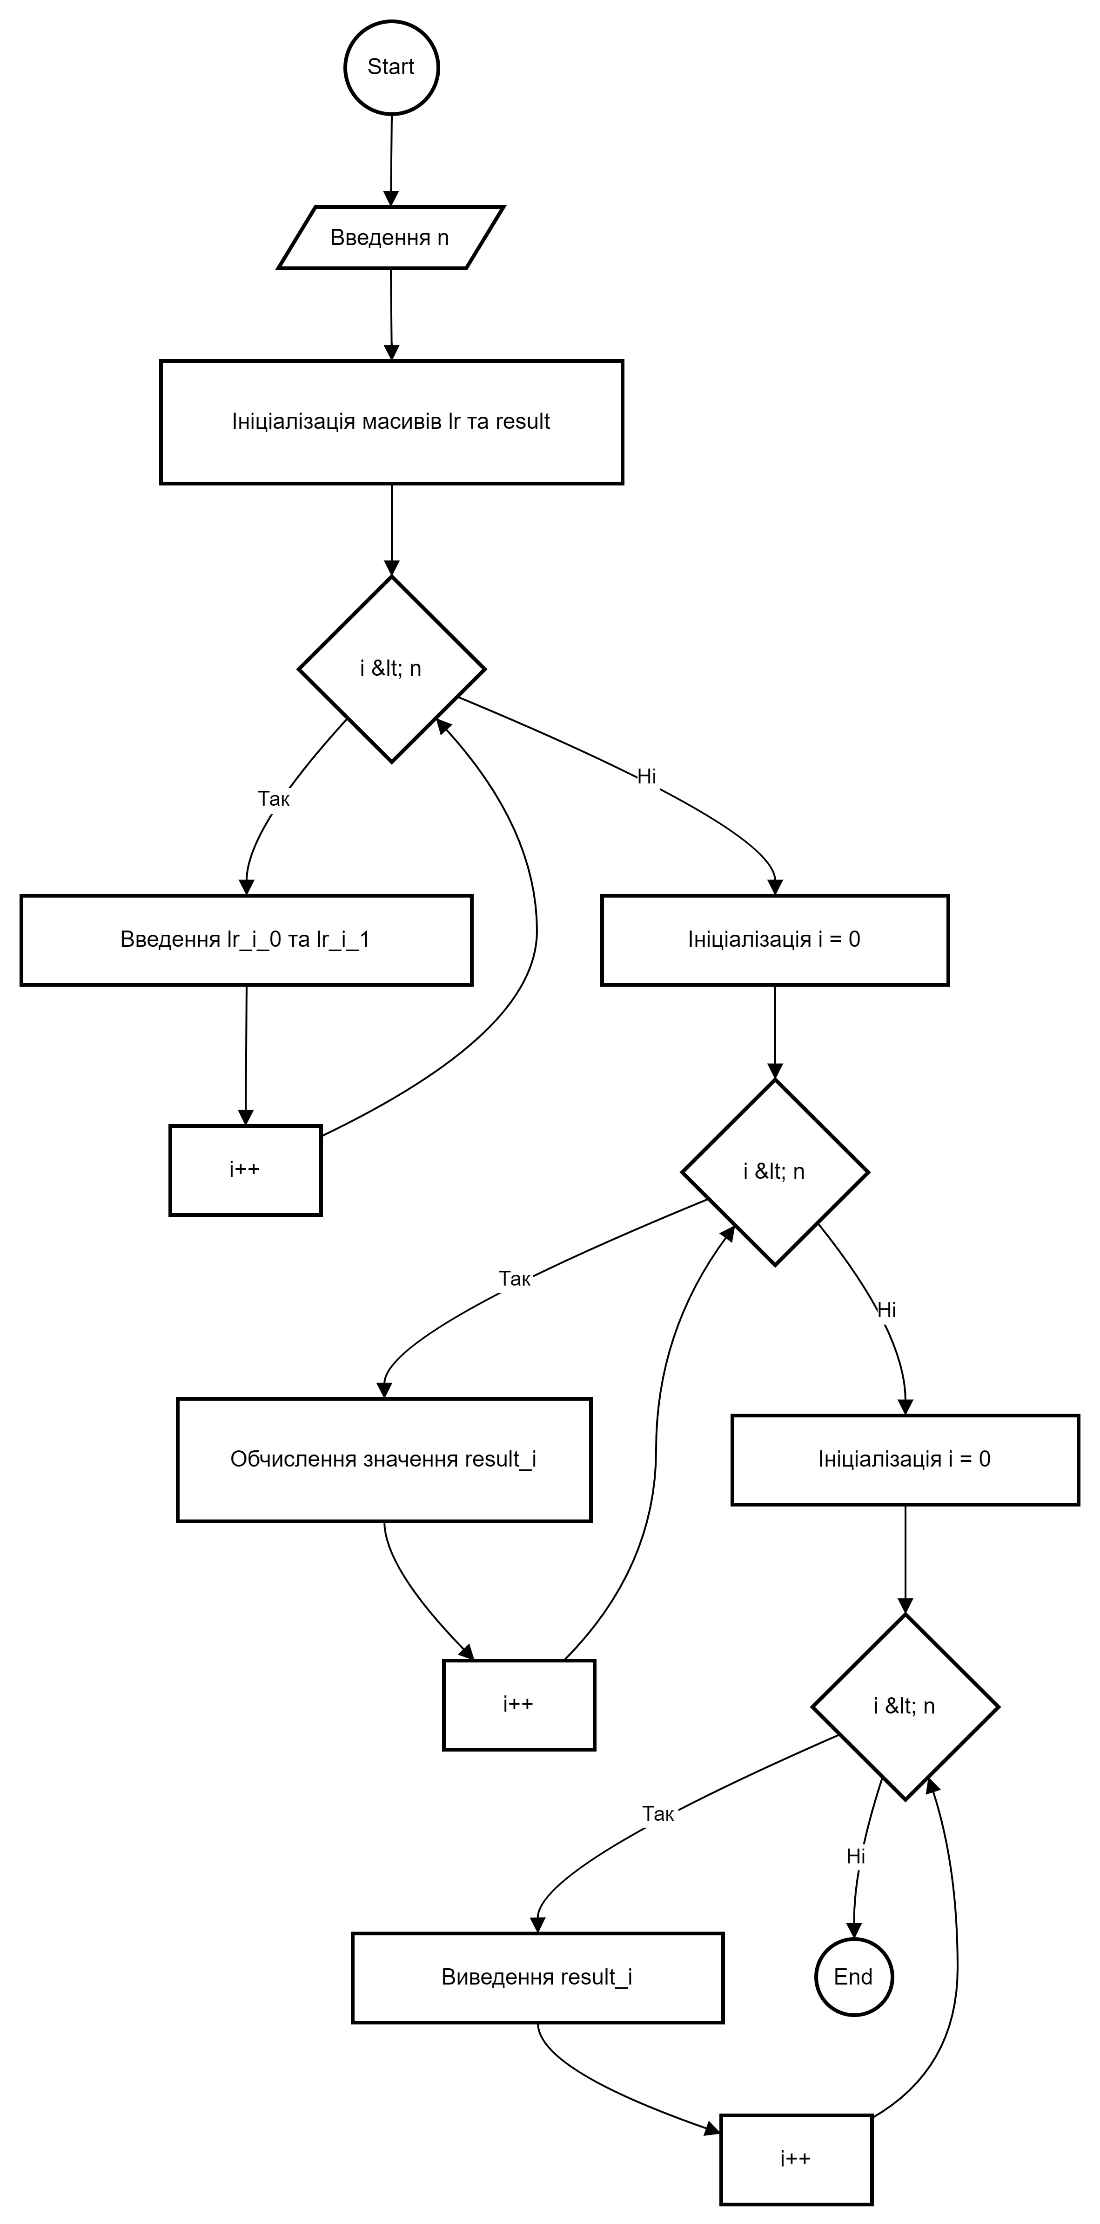 Start
Введення n
Ініціалізація масивів lr та result
i &lt; n
Так
Ні
Введення lr_i_0 та lr_i_1
Ініціалізація i = 0
i++
i &lt; n
Так
Ні
Обчислення значення result_i
Ініціалізація i = 0
i++
i &lt; n
Так
Ні
Виведення result_i
End
i++